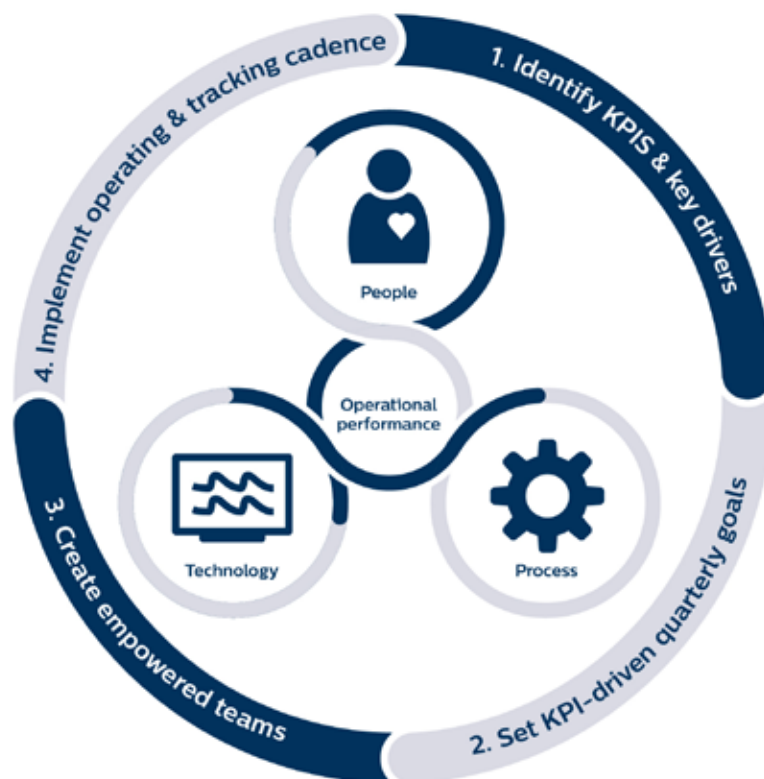 1. Identify KPIS & key drivers
2. Set KPI-driven quarterly goals
3. Create empowered teams
4. Implement operating & tracking cadence
People
Operational
performance
Technology
Process